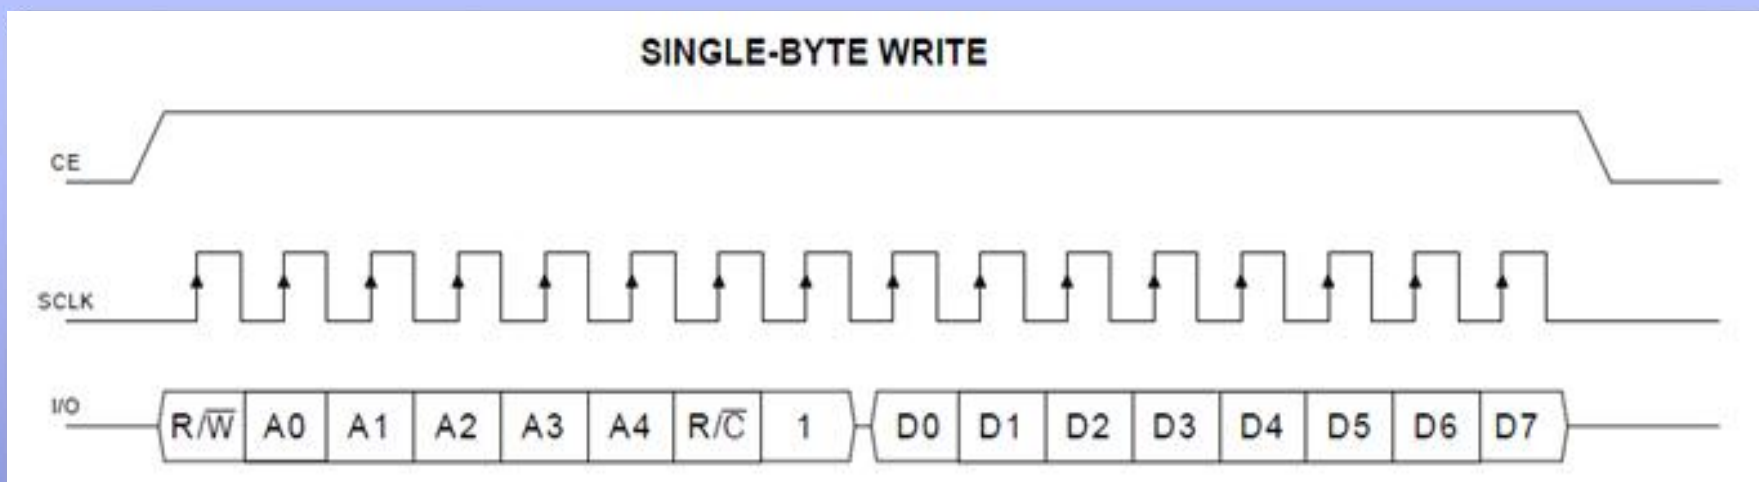 SINGLE-BYTE WRITE
CE
SCLK
I/O R/W̅ A0 A1 A2 A3 A4 R/C̅ 1 D0 D1 D2 D3 D4 D5 D6 D7